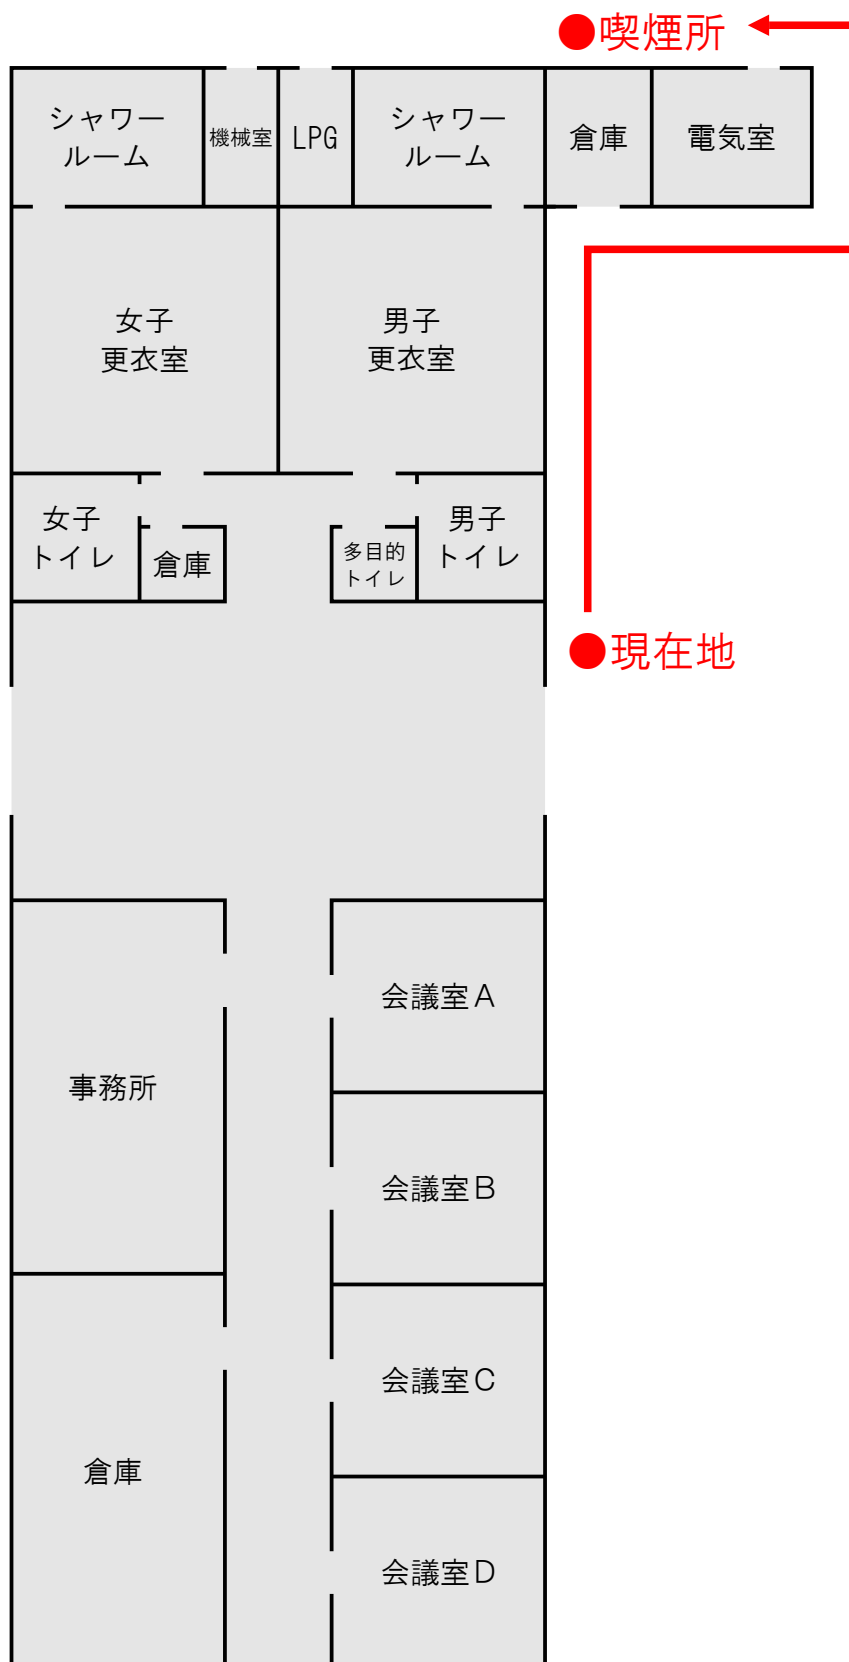 ●喫煙所
シャワー
ルーム
機械室
LPG
シャワー
ルーム
倉庫
電気室
女子
更衣室
男子
更衣室
女子
トイレ
倉庫
多目的
トイレ
男子
トイレ
●現在地
会議室A
事務所
会議室B
会議室C
倉庫
会議室D